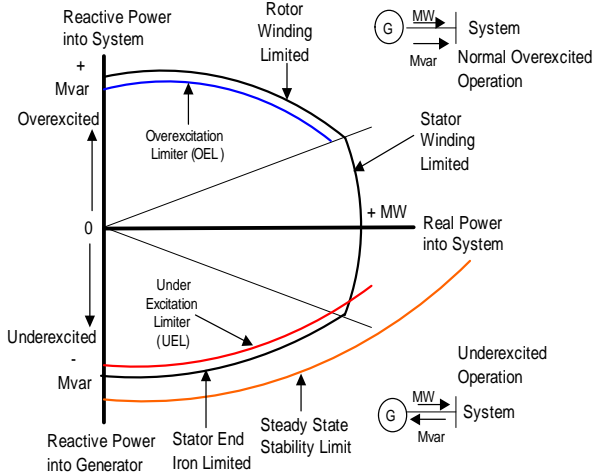 Reactive Power
into System
+
Mvar
Overexcited
0
Underexcited
-
Mvar
Reactive Power
into Generator
Rotor
Winding
Limited
Overexcitation
Limiter (OEL )
G
MW
Mvar
System
Normal Overexcited
Operation
Stator
Winding
Limited
+ MW
Real Power
into System
Under
Excitation
Limiter
(UEL)
Stator End
Iron Limited
Steady State
Stability Limit
Underexcited
Operation
G
MW
Mvar
System